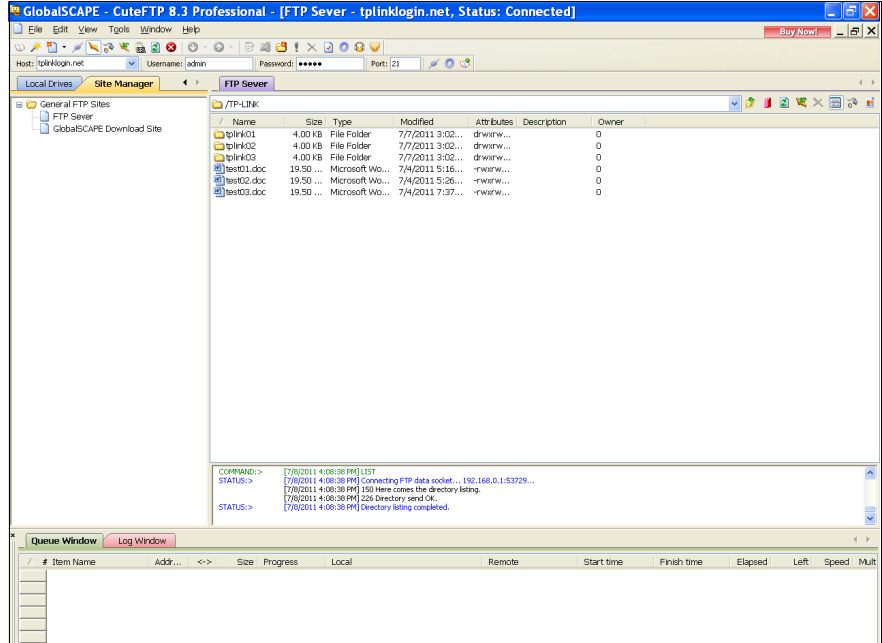 GlobalSCAPE - CuteFTP 8.3 Professional - [FTP Sever - tplinklogin.net, Status: Connected]
File Edit View Tools Window Help
Buy Now!
Host: tplinklogin.net Username: admin Password: ●●●●● Port: 21
Local Drives Site Manager FTP Sever
General FTP Sites
FTP Sever
GlobalSCAPE Download Site
/TP-LINK
/ Name Size Type Modified Attributes Description Owner
tplink01 4.00 KB File Folder 7/7/2011 3:02... drwxrw... 0
tplink02 4.00 KB File Folder 7/7/2011 3:02... drwxrw... 0
tplink03 4.00 KB File Folder 7/7/2011 3:02... drwxrw... 0
test01.doc 19.50 ... Microsoft Wo... 7/4/2011 5:16... -rwxrw... 0
test02.doc 19.50 ... Microsoft Wo... 7/4/2011 5:26... -rwxrw... 0
test03.doc 19.50 ... Microsoft Wo... 7/4/2011 7:37... -rwxrw... 0
COMMAND:> [7/8/2011 4:08:38 PM] LIST
STATUS:> [7/8/2011 4:08:38 PM] Connecting FTP data socket... 192.168.0.1:53729...
[7/8/2011 4:08:38 PM] 150 Here comes the directory listing.
[7/8/2011 4:08:38 PM] 226 Directory send OK.
STATUS:> [7/8/2011 4:08:38 PM] Directory listing completed.
Queue Window Log Window
/ # Item Name Addr... <-> Size Progress Local Remote Start time Finish time Elapsed Left Speed Mult